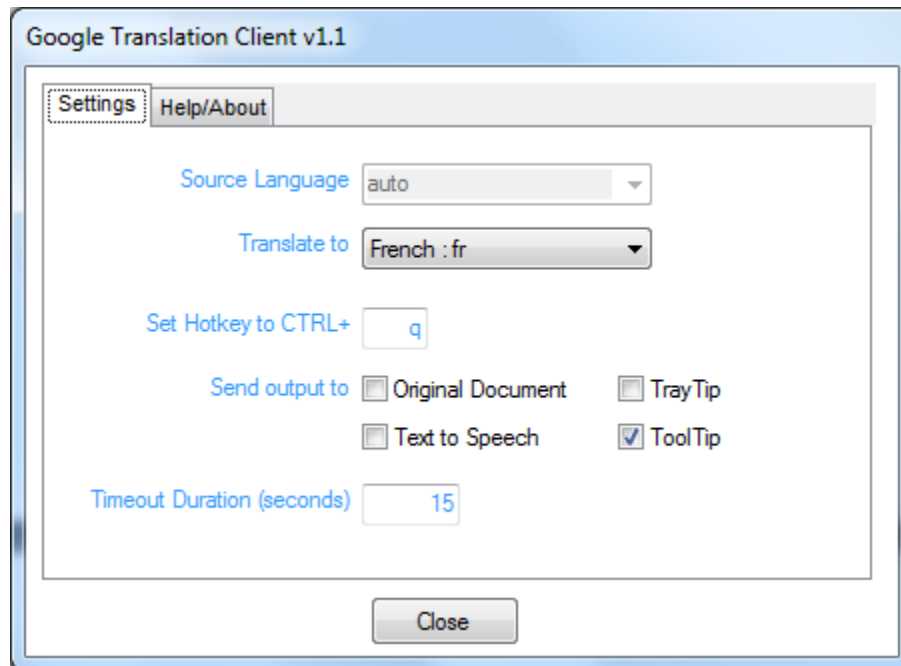 Google Translation Client v1.1
Settings Help/About
Source Language auto
Translate to French : fr
Set Hotkey to CTRL+ q
Send output to Original Document TrayTip
Text to Speech ToolTip
Timeout Duration (seconds) 15
Close